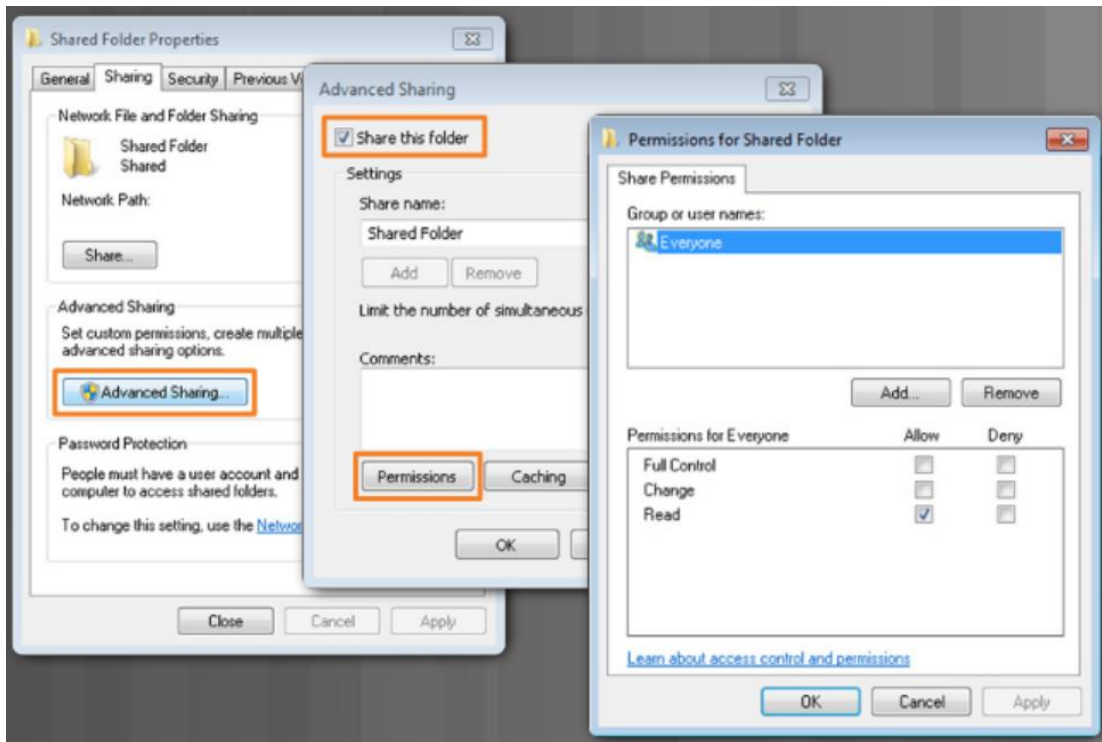 Shared Folder Properties
General Sharing Security Previous
Network File and Folder Sharing
Shared Folder
Shared
Network Path:
Share...
Advanced Sharing
Set custom permissions, create multiple
advanced sharing options.
Advanced Sharing...
Password Protection
People must have a user account and
computer to access shared folders.
To change this setting, use the
Close Cancel Apply
Advanced Sharing
Share this folder
Settings
Share name:
Shared Folder
Add Remove
Limit the number of simultaneous
Comments:
Permissions Caching
OK
Permissions for Shared Folder
Share Permissions
Group or user names:
Everyone
Add... Remove
Permissions for Everyone Allow Deny
Full Control
Change
Read
Learn about access control and permissions
OK Cancel Apply